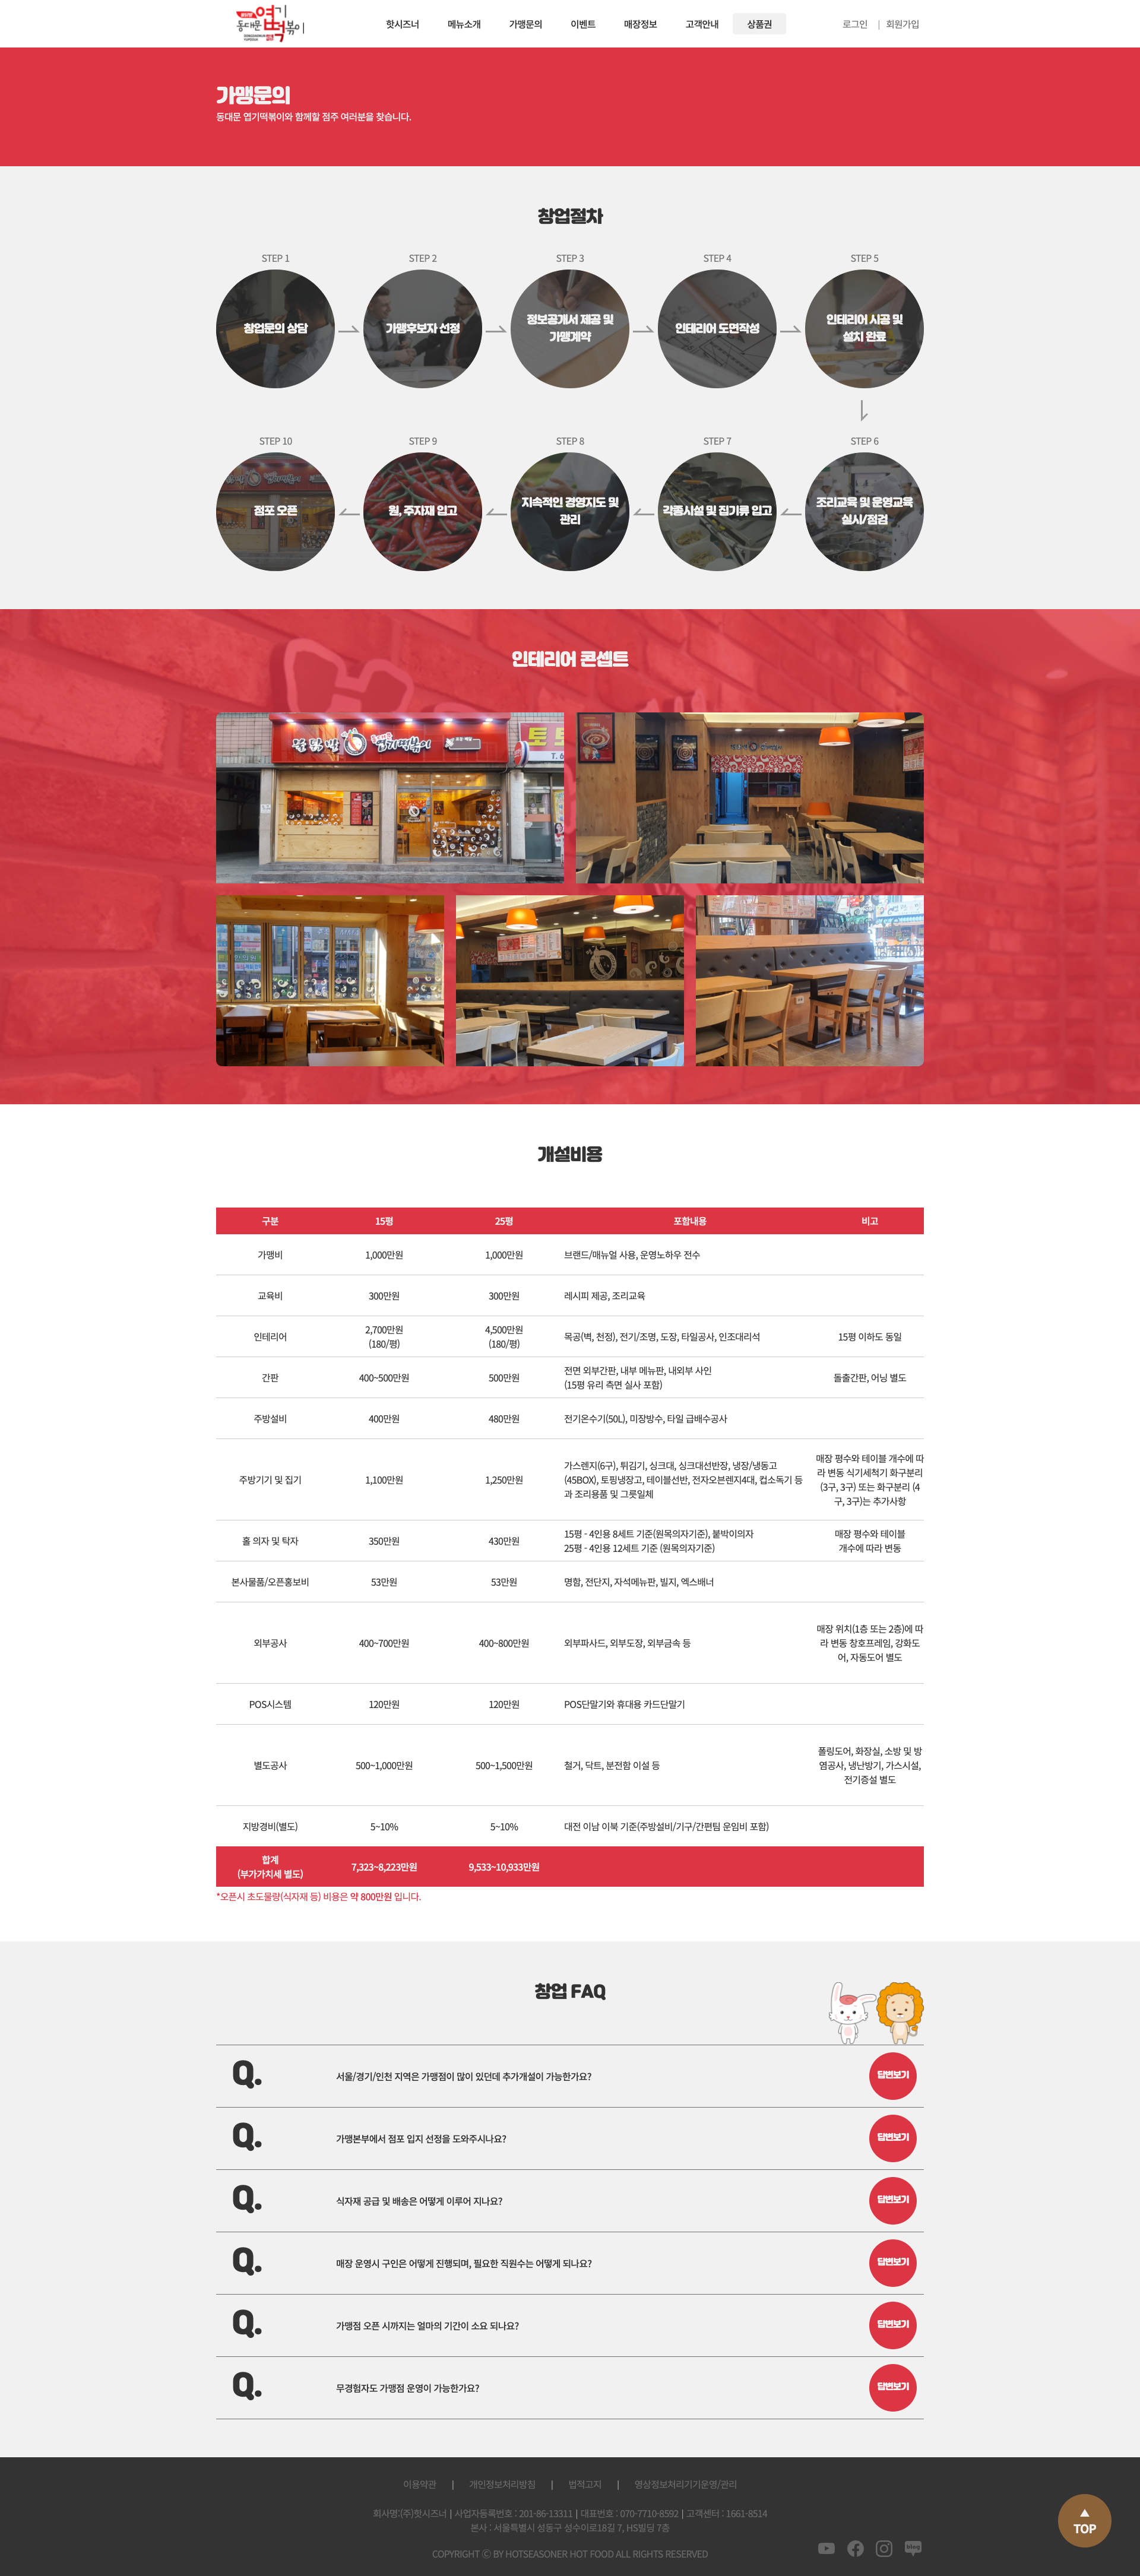 동대문 엽기떡볶이
핫시즈너
메뉴소개
가맹문의
이벤트
매장정보
고객안내
상품권
로그인 | 회원가입
가맹문의
동대문 엽기떡볶이와 함께할 점주 여러분을 찾습니다.
창업절차
STEP 1
STEP 2
STEP 3
STEP 4
STEP 5
창업문의 상담
가맹후보자 선정
정보공개서 제공 및
가맹계약
인테리어 도면작성
인테리어 시공 및
설치 완료
STEP 10
STEP 9
STEP 8
STEP 7
STEP 6
점포 오픈
원, 부자재 입고
지속적인 경영지도 및
관리
각종시설 및 집기류 입고
조리교육 및 운영교육
실시/점검
인테리어 콘셉트
개설비용
구분 15평 25평 포함내용 비고
가맹비 1,000만원 1,000만원 브랜드/매뉴얼 사용, 운영노하우 전수
교육비 300만원 300만원 레시피 제공, 조리교육
인테리어
2,700만원
(180/평)
4,500만원
(180/평)
목공(벽, 천정), 전기/조명, 도장, 타일공사, 인조대리석
15평 이하도 동일
간판 400~500만원 500만원
전면 외부간판, 내부 메뉴판, 내외부 사인
(15평 유리 측면 실사 포함)
돌출간판, 어닝 별도
주방설비 400만원 480만원 전기온수기(50L), 미장방수, 타일 급배수공사
주방기기 및 집기 1,100만원 1,250만원
가스렌지(6구), 튀김기, 싱크대, 싱크대선반장, 냉장/냉동고
(45BOX), 토핑냉장고, 테이블선반, 전자오븐렌지4대, 컵소독기 등
과 조리용품 및 그릇일체
매장 평수와 테이블 개수에 따
라 변동 식기세척기 화구분리
(3구, 3구) 또는 화구분리 (4
구, 3구)는 추가사항
홀 의자 및 탁자 350만원 430만원
15평 - 4인용 8세트 기준(원목의자기준), 붙박이의자
25평 - 4인용 12세트 기준 (원목의자기준)
매장 평수와 테이블
개수에 따라 변동
본사물품/오픈홍보비 53만원 53만원 명함, 전단지, 자석메뉴판, 빌지, 엑스배너
외부공사 400~700만원 400~800만원 외부파사드, 외부도장, 외부금속 등
매장 위치(1층 또는 2층)에 따
라 변동 창호프레임, 강화도
어, 자동도어 별도
POS시스템 120만원 120만원 POS단말기와 휴대용 카드단말기
별도공사 500~1,000만원 500~1,500만원 철거, 닥트, 분전함 이설 등
폴링도어, 화장실, 소방 및 방
염공사, 냉난방기, 가스시설,
전기증설 별도
지방경비(별도) 5~10% 5~10% 대전 이남 이북 기준(주방설비/기구/간편팀 운임비 포함)
합계
(부가가치세 별도)
7,323~8,223만원 9,533~10,933만원
*오픈시 초도물량(식자재 등) 비용은 약 800만원 입니다.
창업 FAQ
Q. 서울/경기/인천 지역은 가맹점이 많이 있던데 추가개설이 가능한가요? 답변보기
Q. 가맹본부에서 점포 입지 선정을 도와주시나요? 답변보기
Q. 식자재 공급 및 배송은 어떻게 이루어 지나요? 답변보기
Q. 매장 운영시 구인은 어떻게 진행되며, 필요한 직원수는 어떻게 되나요? 답변보기
Q. 가맹점 오픈 시까지는 얼마의 기간이 소요 되나요? 답변보기
Q. 무경험자도 가맹점 운영이 가능한가요? 답변보기
이용약관 | 개인정보처리방침 | 법적고지 | 영상정보처리기기운영/관리
회사명:(주)핫시즈너 | 사업자등록번호 : 201-86-13311 | 대표번호 : 070-7710-8592 | 고객센터 : 1661-8514
본사 : 서울특별시 성동구 성수이로18길 7, HS빌딩 7층
COPYRIGHT ⓒ BY HOTSEASONER HOT FOOD ALL RIGHTS RESERVED
▲
TOP